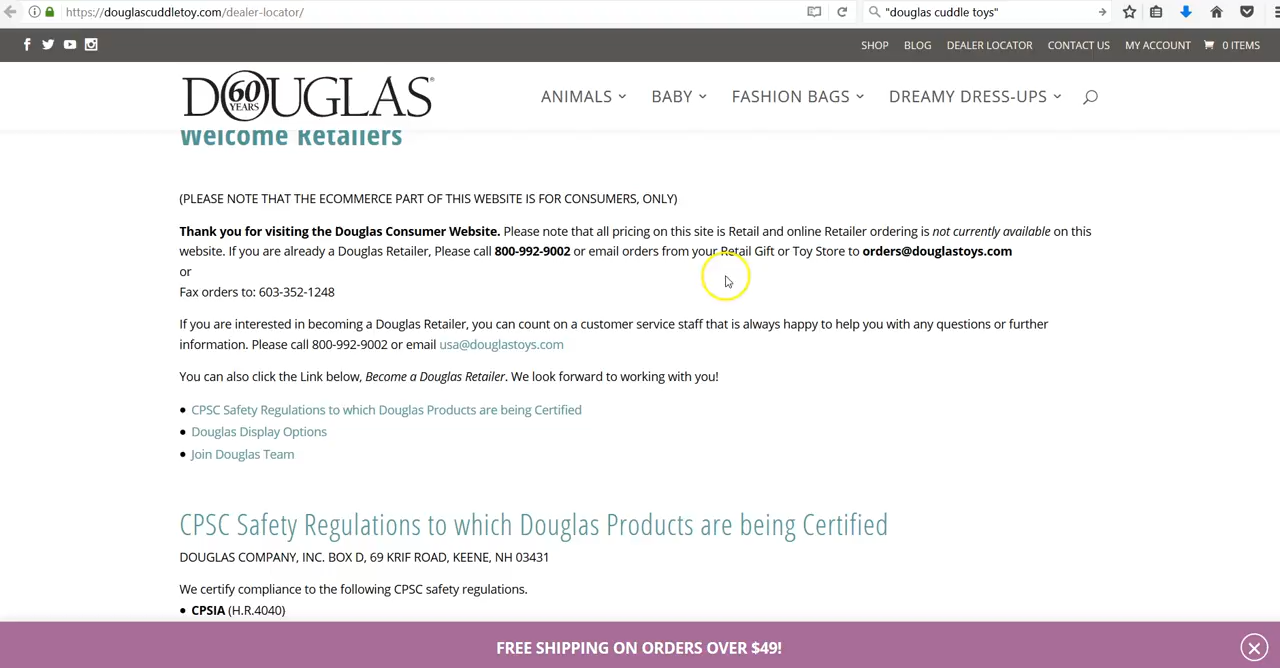 https://douglascuddletoy.com/dealer-locator/
"douglas cuddle toys"
SHOP BLOG DEALER LOCATOR CONTACT US MY ACCOUNT 0 ITEMS
DOUGLAS
60
YEARS
®
ANIMALS BABY FASHION BAGS DREAMY DRESS-UPS
Welcome Retailers
(PLEASE NOTE THAT THE ECOMMERCE PART OF THIS WEBSITE IS FOR CONSUMERS, ONLY)
Thank you for visiting the Douglas Consumer Website. Please note that all pricing on this site is Retail and online Retailer ordering is not currently available on this
website. If you are already a Douglas Retailer, Please call 800-992-9002 or email orders from your Retail Gift or Toy Store to orders@douglastoys.com
or
Fax orders to: 603-352-1248
If you are interested in becoming a Douglas Retailer, you can count on a customer service staff that is always happy to help you with any questions or further
information. Please call 800-992-9002 or email usa@douglastoys.com
You can also click the Link below, Become a Douglas Retailer. We look forward to working with you!
• CPSC Safety Regulations to which Douglas Products are being Certified
• Douglas Display Options
• Join Douglas Team
CPSC Safety Regulations to which Douglas Products are being Certified
DOUGLAS COMPANY, INC. BOX D, 69 KRIF ROAD, KEENE, NH 03431
We certify compliance to the following CPSC safety regulations.
• CPSIA (H.R.4040)
FREE SHIPPING ON ORDERS OVER $49!